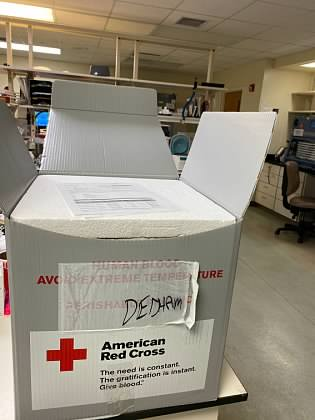 HUMAN BLOOD
AVOID EXTREME TEMPERATURE
DEDHAM
American
Red Cross
The need is constant.
The gratification is instant.
Give blood.™